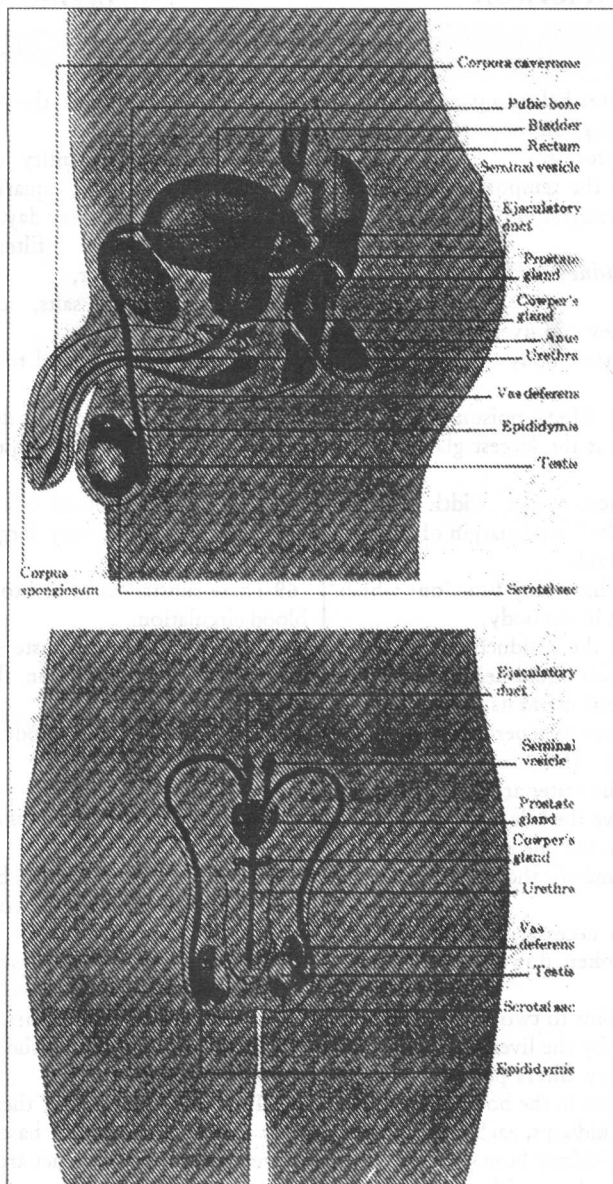 Corpora cavernose
Pubic bone
Bladder
Rectum
Seminal vesicle
Ejaculatory
duct
Prostate
gland
Cowper's
gland
Anus
Urethra
Vas deferens
Epididymis
Testis
Corpus
spongiosum
Scrotal sac
Ejaculatory
duct
Seminal
vesicle
Prostate
gland
Cowper's
gland
Urethra
Vas
deferens
Testis
Scrotal sac
Epididymis